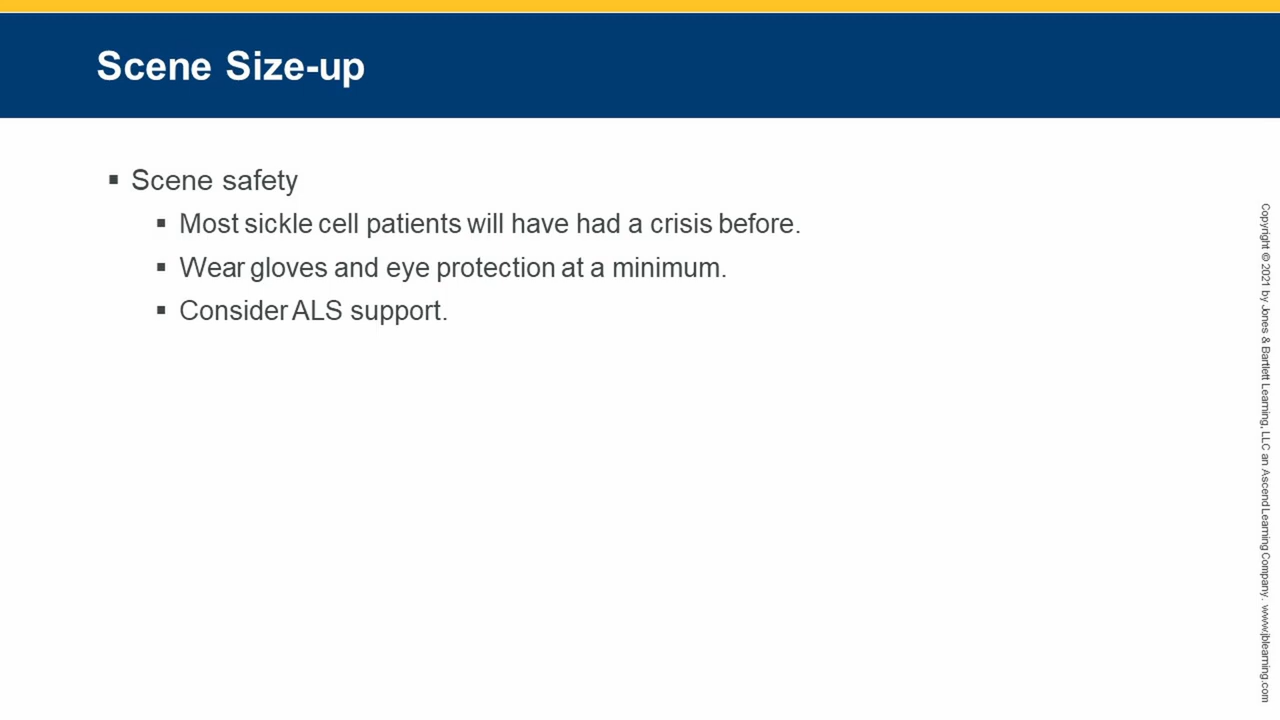 Scene Size-up
▪ Scene safety
▪ Most sickle cell patients will have had a crisis before.
▪ Wear gloves and eye protection at a minimum.
▪ Consider ALS support.
Copyright © 2021 by Jones & Bartlett Learning, LLC an Ascend Learning Company. www.jblearning.com